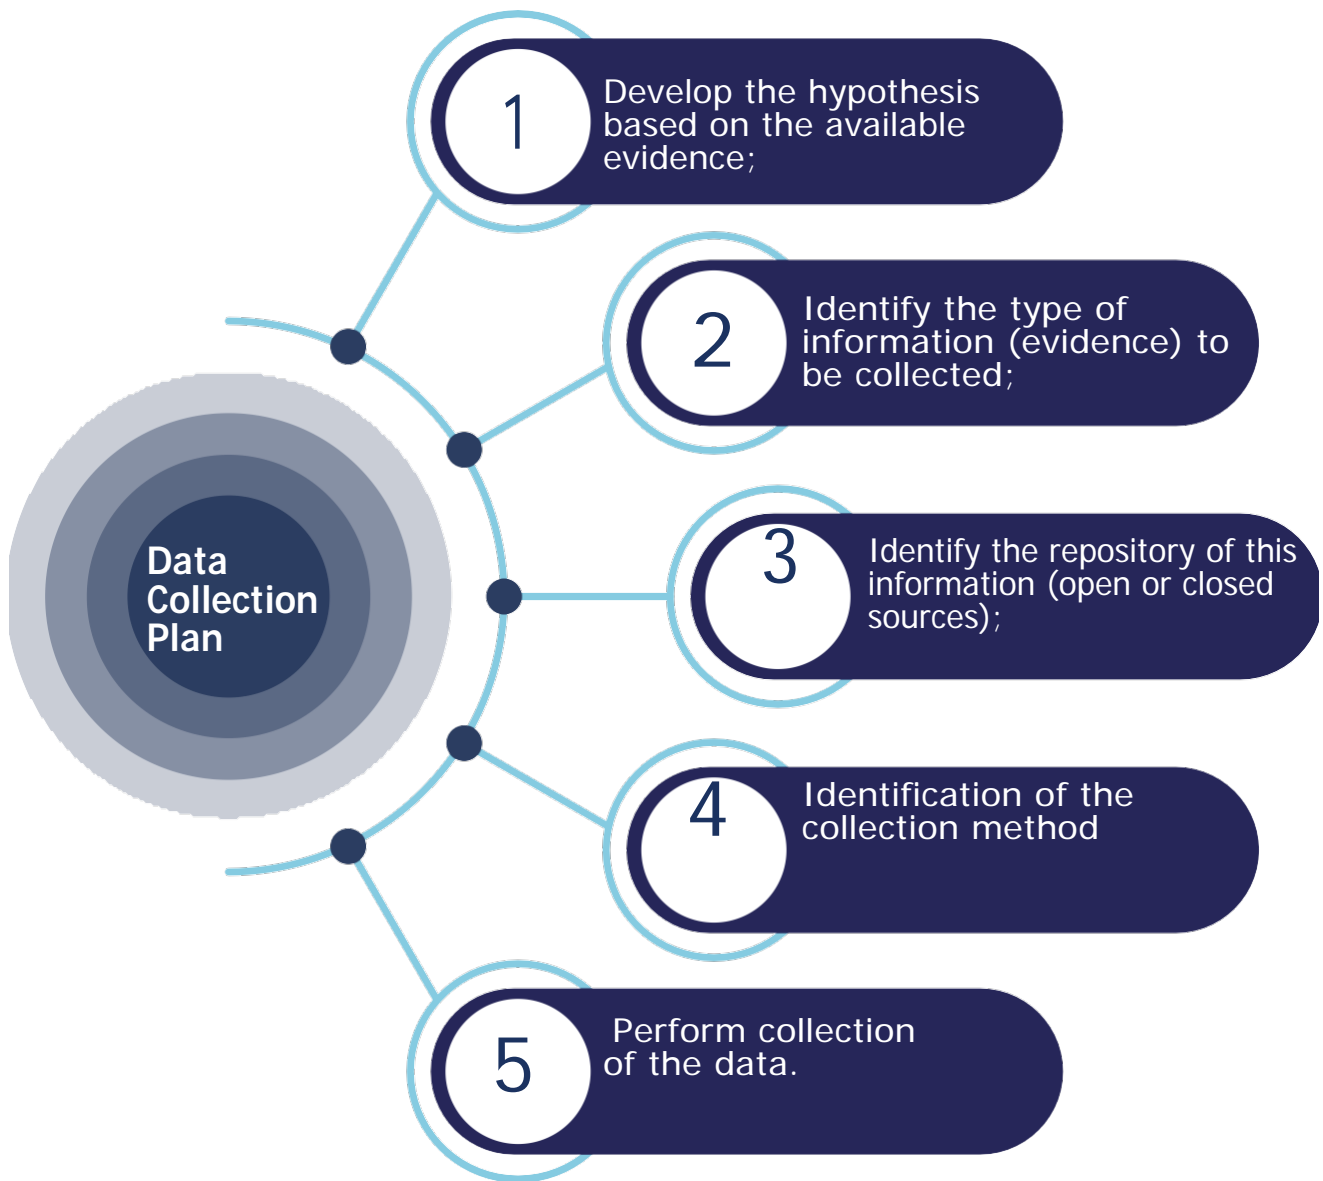 1
Develop the hypothesis
based on the available
evidence;
2
Identify the type of
information (evidence) to
be collected;
Data
Collection
Plan
3
Identify the repository of this
information (open or closed
sources);
4
Identification of the
collection method
5
Perform collection
of the data.